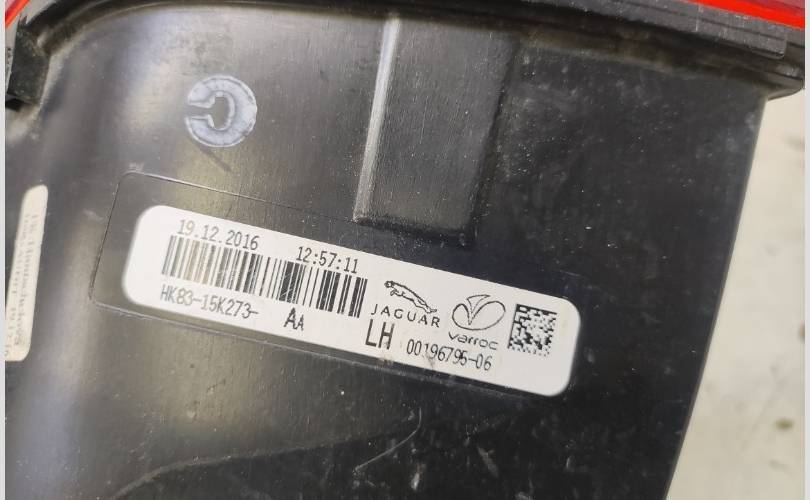 19.12.2016 12:57:11
HK83-15K273- AA
JAGUAR
varroc
LH 00196795-06